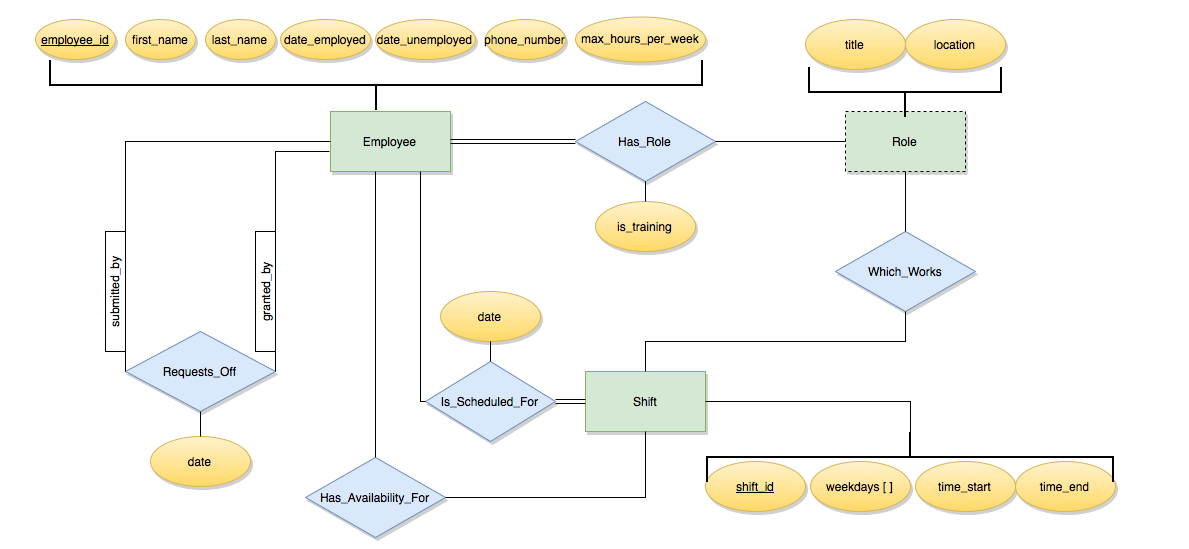 employee_id
first_name
last_name
date_employed
date_unemployed
phone_number
max_hours_per_week
title
location
Employee
Has_Role
Role
is_training
submitted_by
granted_by
Which_Works
date
Requests_Off
Is_Scheduled_For
Shift
date
Has_Availability_For
shift_id
weekdays [ ]
time_start
time_end